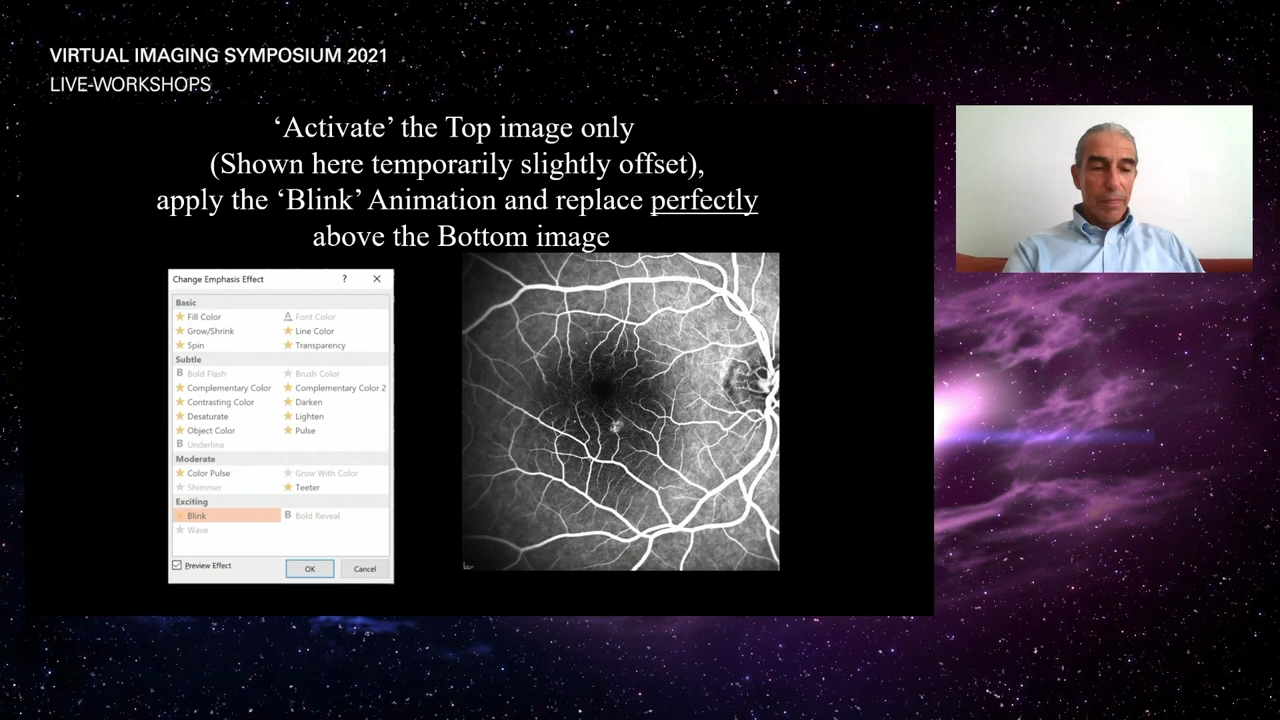 VIRTUAL IMAGING SYMPOSIUM 2021
LIVE-WORKSHOPS
‘Activate’ the Top image only
(Shown here temporarily slightly offset),
apply the ‘Blink’ Animation and replace perfectly
above the Bottom image
Change Emphasis Effect ? ×
Basic
Fill Color A Font Color
Grow/Shrink Line Color
Spin Transparency
Subtle
B Bold Flash Brush Color
Complementary Color Complementary Color 2
Contrasting Color Darken
Desaturate Lighten
Object Color Pulse
B Underline
Moderate
Color Pulse Grow With Color
Shimmer Teeter
Exciting
Blink B Bold Reveal
Wave
Preview Effect OK Cancel